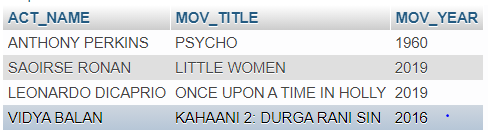 ACT_NAME MOV_TITLE MOV_YEAR
ANTHONY PERKINS PSYCHO 1960
SAOIRSE RONAN LITTLE WOMEN 2019
LEONARDO DICAPRIO ONCE UPON A TIME IN HOLLY 2019
VIDYA BALAN KAHAANI 2: DURGA RANI SIN 2016